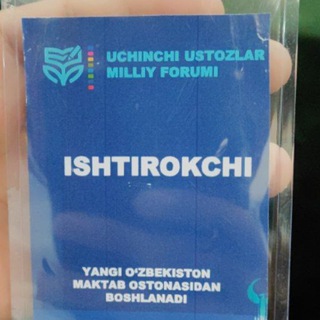 UCHINCHI USTOZLAR
MILLIY FORUMI
ISHTIROKCHI
YANGI O‘ZBEKISTON
MAKTAB OSTONASIDAN
BOSHLANADI